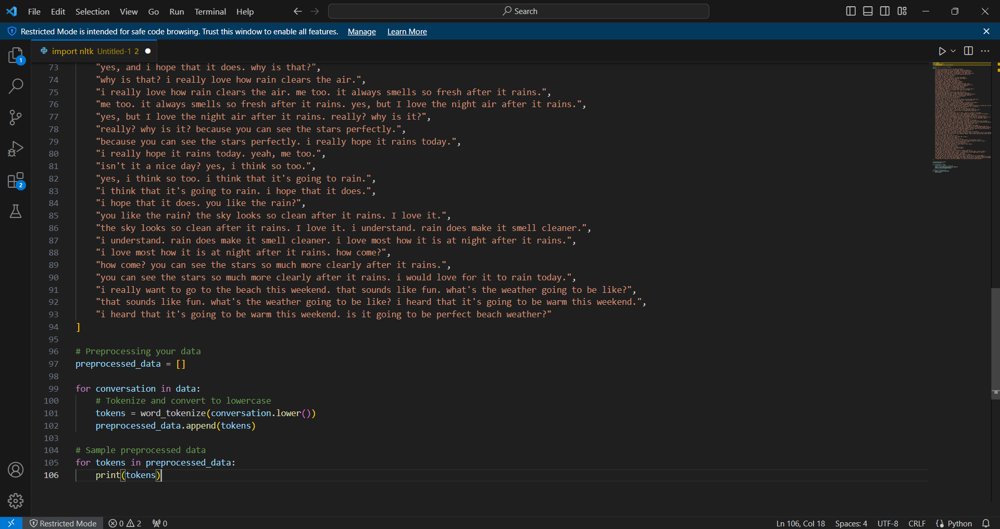 File Edit Selection View Go Run Terminal Help Search
Restricted Mode is intended for safe code browsing. Trust this window to enable all features. Manage Learn More
import nltk Untitled-1 2
73 "yes, and i hope that it does. why is that?",
74 "why is that? i really love how rain clears the air.",
75 "i really love how rain clears the air. me too. it always smells so fresh after it rains.",
76 "me too. it always smells so fresh after it rains. yes, but I love the night air after it rains.",
77 "yes, but I love the night air after it rains. really? why is it?",
78 "really? why is it? because you can see the stars perfectly.",
79 "because you can see the stars perfectly. i really hope it rains today.",
80 "i really hope it rains today. yeah, me too.",
81 "isn't it a nice day? yes, i think so too.",
82 "yes, i think so too. i think that it's going to rain.",
83 "i think that it's going to rain. i hope that it does.",
84 "i hope that it does. you like the rain?",
85 "you like the rain? the sky looks so clean after it rains. I love it.",
86 "the sky looks so clean after it rains. I love it. i understand. rain does make it smell cleaner.",
87 "i understand. rain does make it smell cleaner. i love most how it is at night after it rains.",
88 "i love most how it is at night after it rains. how come?",
89 "how come? you can see the stars so much more clearly after it rains.",
90 "you can see the stars so much more clearly after it rains. i would love for it to rain today.",
91 "i really want to go to the beach this weekend. that sounds like fun. what's the weather going to be like?",
92 "that sounds like fun. what's the weather going to be like? i heard that it's going to be warm this weekend.",
93 "i heard that it's going to be warm this weekend. is it going to be perfect beach weather?"
94 ]
95
96 # Preprocessing your data
97 preprocessed_data = []
98
99 for conversation in data:
100 # Tokenize and convert to lowercase
101 tokens = word_tokenize(conversation.lower())
102 preprocessed_data.append(tokens)
103
104 # Sample preprocessed data
105 for tokens in preprocessed_data:
106 print(tokens)
1
2
Restricted Mode 0 2 0 Ln 106, Col 18 Spaces: 4 UTF-8 CRLF Python